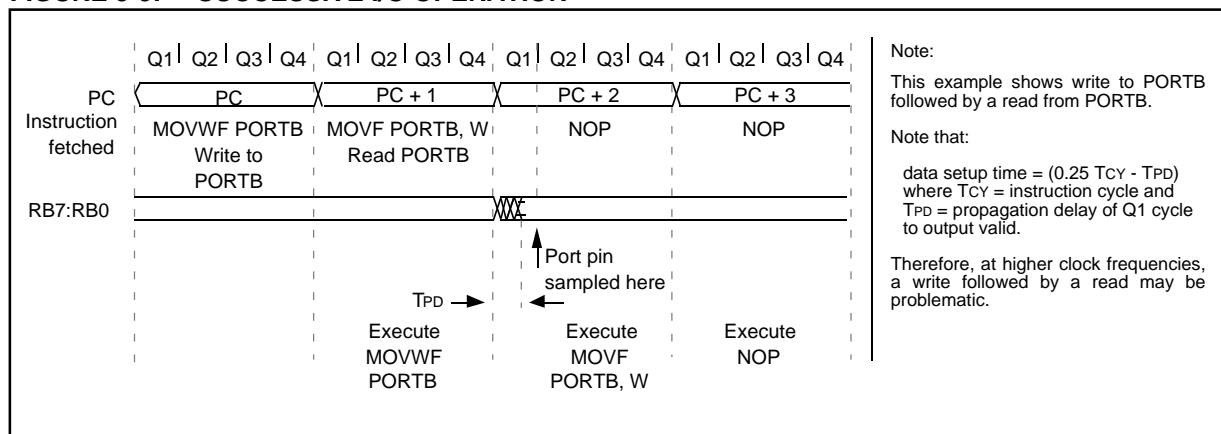 Q1 Q2 Q3 Q4 Q1 Q2 Q3 Q4 Q1 Q2 Q3 Q4 Q1 Q2 Q3 Q4
PC PC PC + 1 PC + 2 PC + 3
Instruction fetched
MOVWF PORTB
Write to
PORTB
MOVF PORTB, W
Read PORTB
NOP
NOP
RB7:RB0
Port pin
sampled here
TPD
Execute
MOVWF
PORTB
Execute
MOVF
PORTB, W
Execute
NOP
Note:
This example shows write to PORTB
followed by a read from PORTB.
Note that:
data setup time = (0.25 TCY - TPD)
where TCY = instruction cycle and
TPD = propagation delay of Q1 cycle
to output valid.
Therefore, at higher clock frequencies,
a write followed by a read may be
problematic.